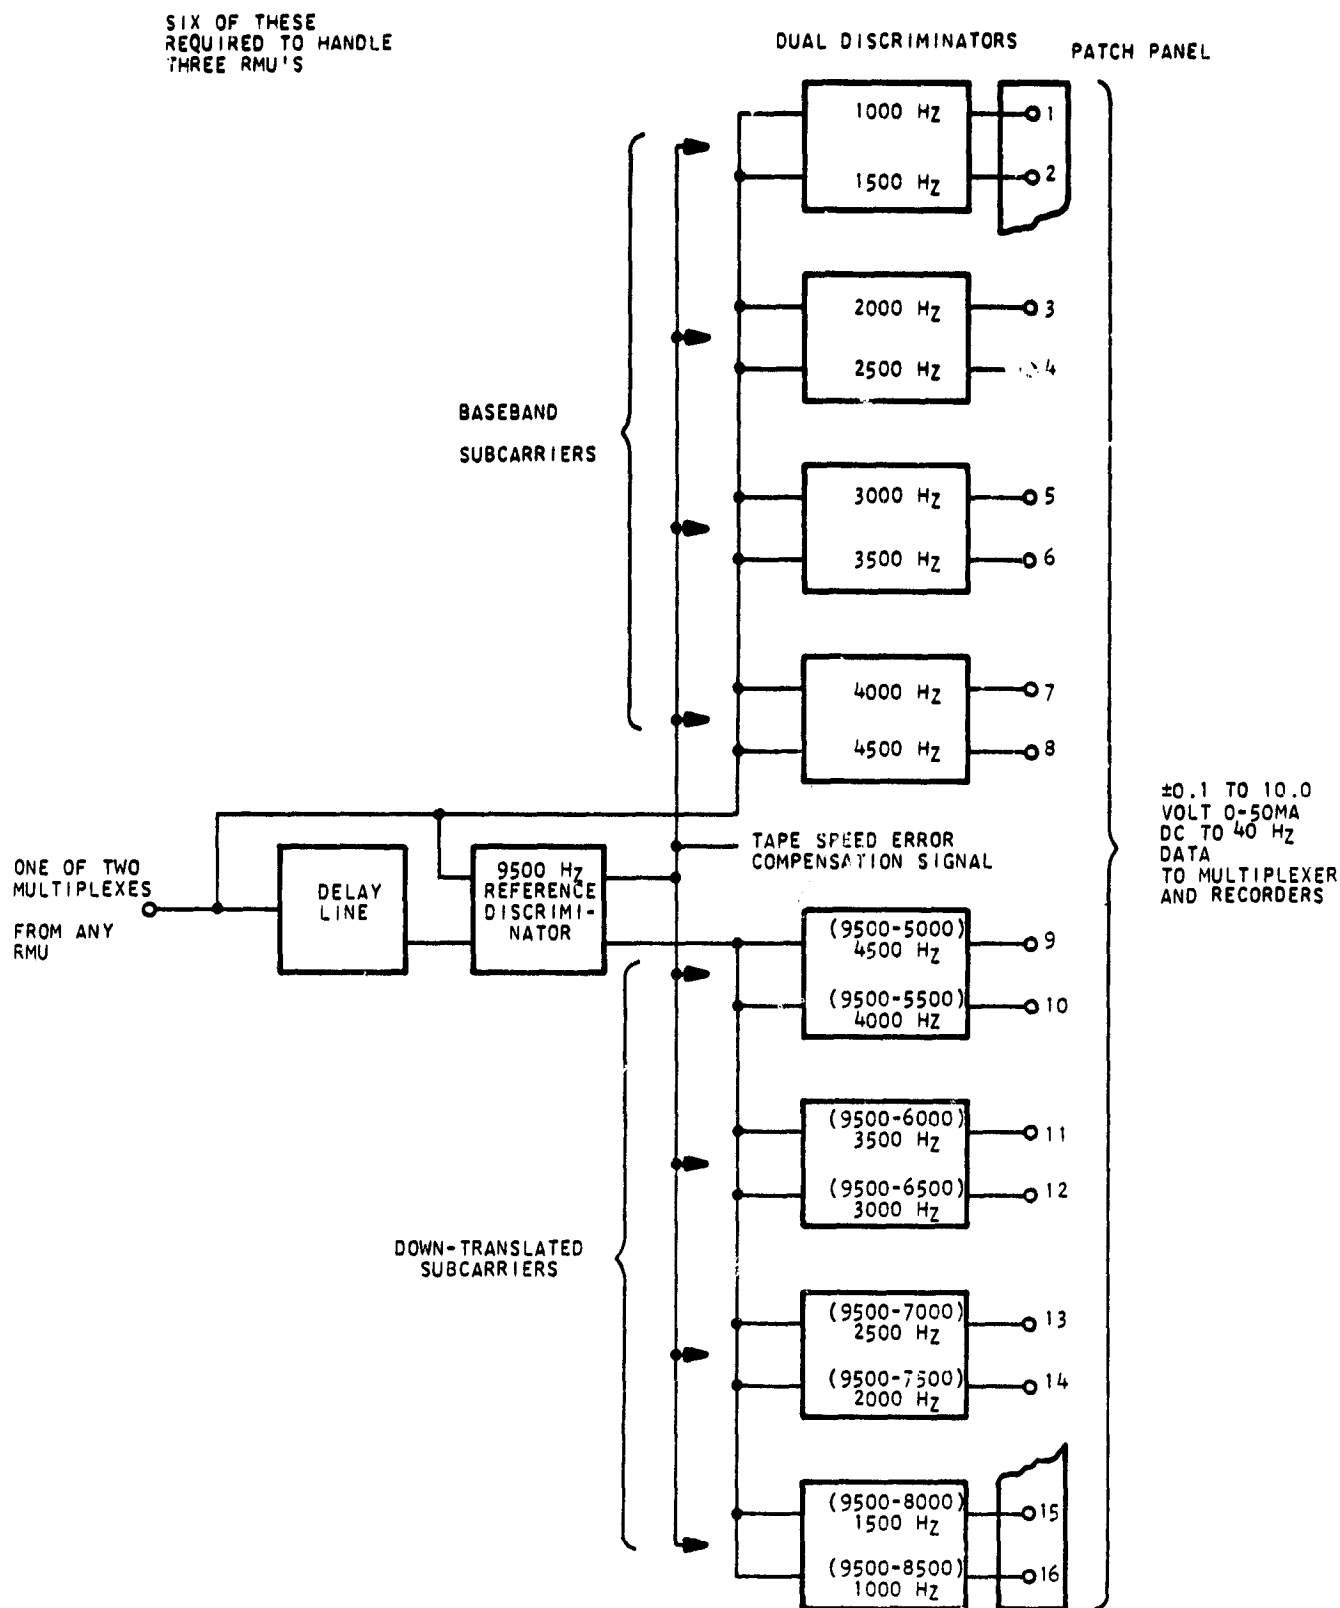 SIX OF THESE
REQUIRED TO HANDLE
THREE RMU'S
DUAL DISCRIMINATORS
PATCH PANEL
1000 HZ
1
1500 HZ
2
2000 HZ
3
2500 HZ
4
BASEBAND
SUBCARRIERS
3000 HZ
5
3500 HZ
6
4000 HZ
7
4500 HZ
8
±0.1 TO 10.0
VOLT 0-50MA
DC TO 40 HZ
DATA
TO MULTIPLEXER
AND RECORDERS
TAPE SPEED ERROR
COMPENSATION SIGNAL
ONE OF TWO
MULTIPLEXES
FROM ANY
RMU
DELAY
LINE
9500 HZ
REFERENCE
DISCRIMI-
NATOR
(9500-5000)
4500 HZ
9
(9500-5500)
4000 HZ
10
(9500-6000)
3500 HZ
11
(9500-6500)
3000 HZ
12
DOWN-TRANSLATED
SUBCARRIERS
(9500-7000)
2500 HZ
13
(9500-7500)
2000 HZ
14
(9500-8000)
1500 HZ
15
(9500-8500)
1000 HZ
16